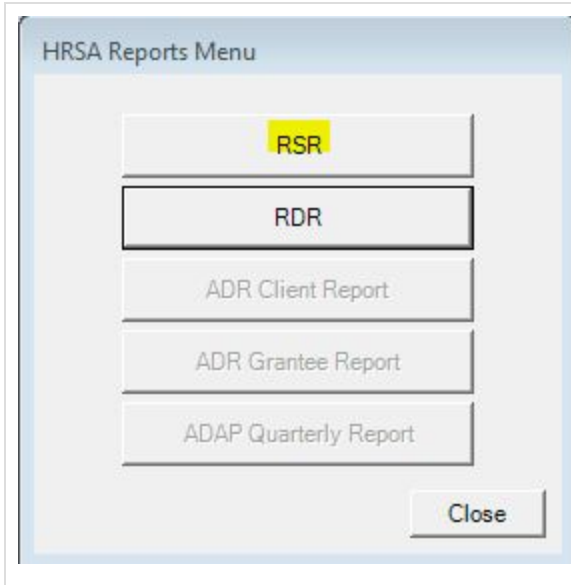 HRSA Reports Menu
RSR
RDR
ADR Client Report
ADR Grantee Report
ADAP Quarterly Report
Close